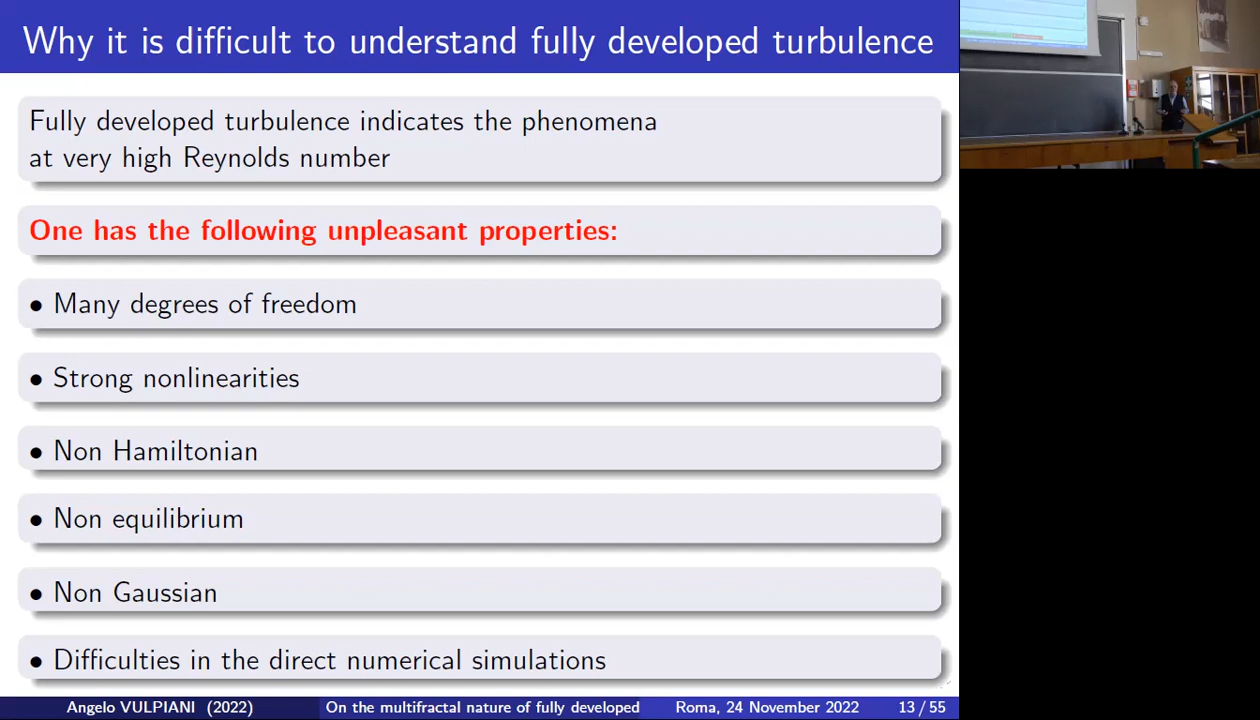 Why it is difficult to understand fully developed turbulence
Fully developed turbulence indicates the phenomena
at very high Reynolds number
One has the following unpleasant properties:
• Many degrees of freedom
• Strong nonlinearities
• Non Hamiltonian
• Non equilibrium
• Non Gaussian
• Difficulties in the direct numerical simulations
Angelo VULPIANI (2022) On the multifractal nature of fully developed Roma, 24 November 2022 13 / 55